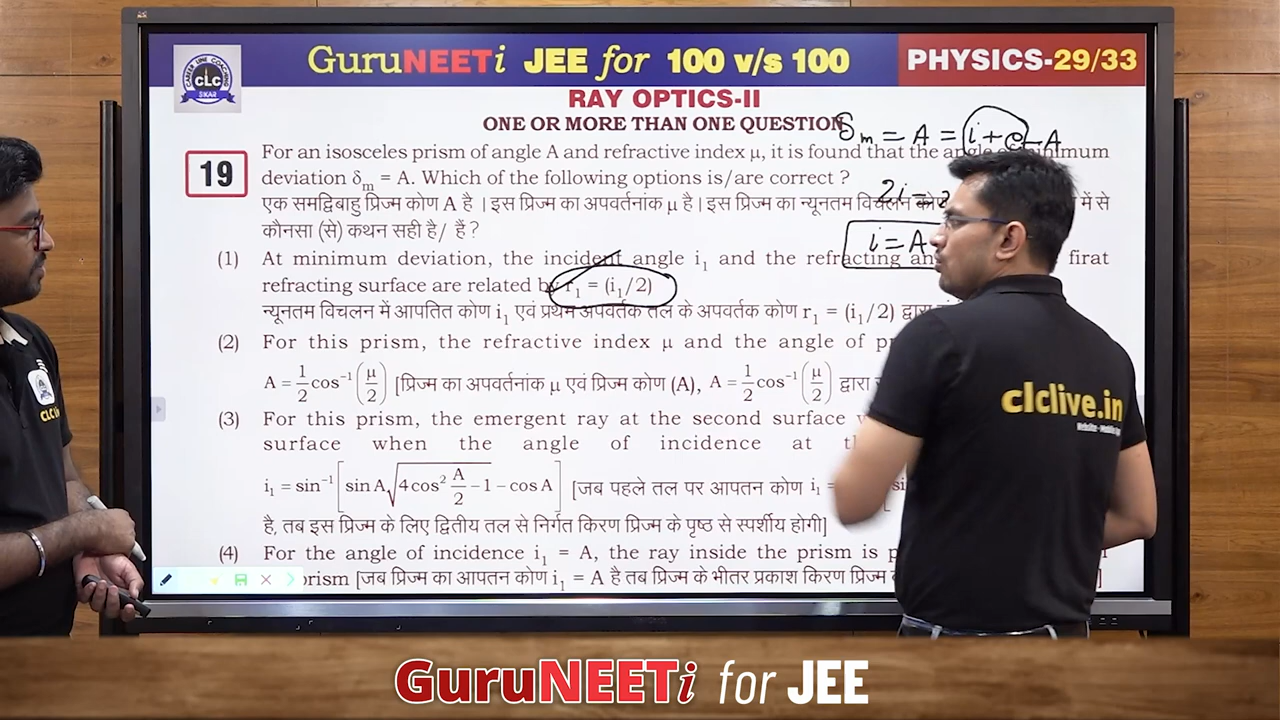 GuruNEETi JEE for 100 v/s 100
PHYSICS-29/33
CAREER LINE COACHING
CLC
SIKAR
RAY OPTICS-II
ONE OR MORE THAN ONE QUESTION
δm = A = i + e - A
19
For an isosceles prism of angle A and refractive index μ, it is found that the minimum
deviation δm = A. Which of the following options is/are correct ?
2i =
एक समद्विबाहु प्रिज्म कोण A है । इस प्रिज्म का अपवर्तनांक μ है। इस प्रिज्म का न्यूनतम विचलन में से
कौनसा (से) कथन सही है/ हैं ?
i = A
(1) At minimum deviation, the incident angle i1 and the refracting firat
refracting surface are related by r1 = (i1/2)
न्यूनतम विचलन में आपतित कोण i1 एवं प्रथम अपवर्तक तल के अपवर्तक कोण r1 = (i1/2) द्वारा
(2) For this prism, the refractive index μ and the angle of
A = 1/2 cos⁻¹(μ/2) [प्रिज्म का अपवर्तनांक μ एवं प्रिज्म कोण (A), A = 1/2 cos⁻¹(μ/2) द्वारा
(3) For this prism, the emergent ray at the second surface
surface when the angle of incidence at
i1 = sin⁻¹[sin A√(4cos² A/2 - 1) - cos A] [जब पहले तल पर आपतन कोण i1
है, तब इस प्रिज्म के लिए द्वितीय तल से निर्गत किरण प्रिज्म के पृष्ठ से स्पर्शीय होगी]
(4) For the angle of incidence i1 = A, the ray inside the prism is
prism [जब प्रिज्म का आपतन कोण i1 = A है तब प्रिज्म के भीतर प्रकाश किरण प्रिज्म
clclive.in
GuruNEETi for JEE